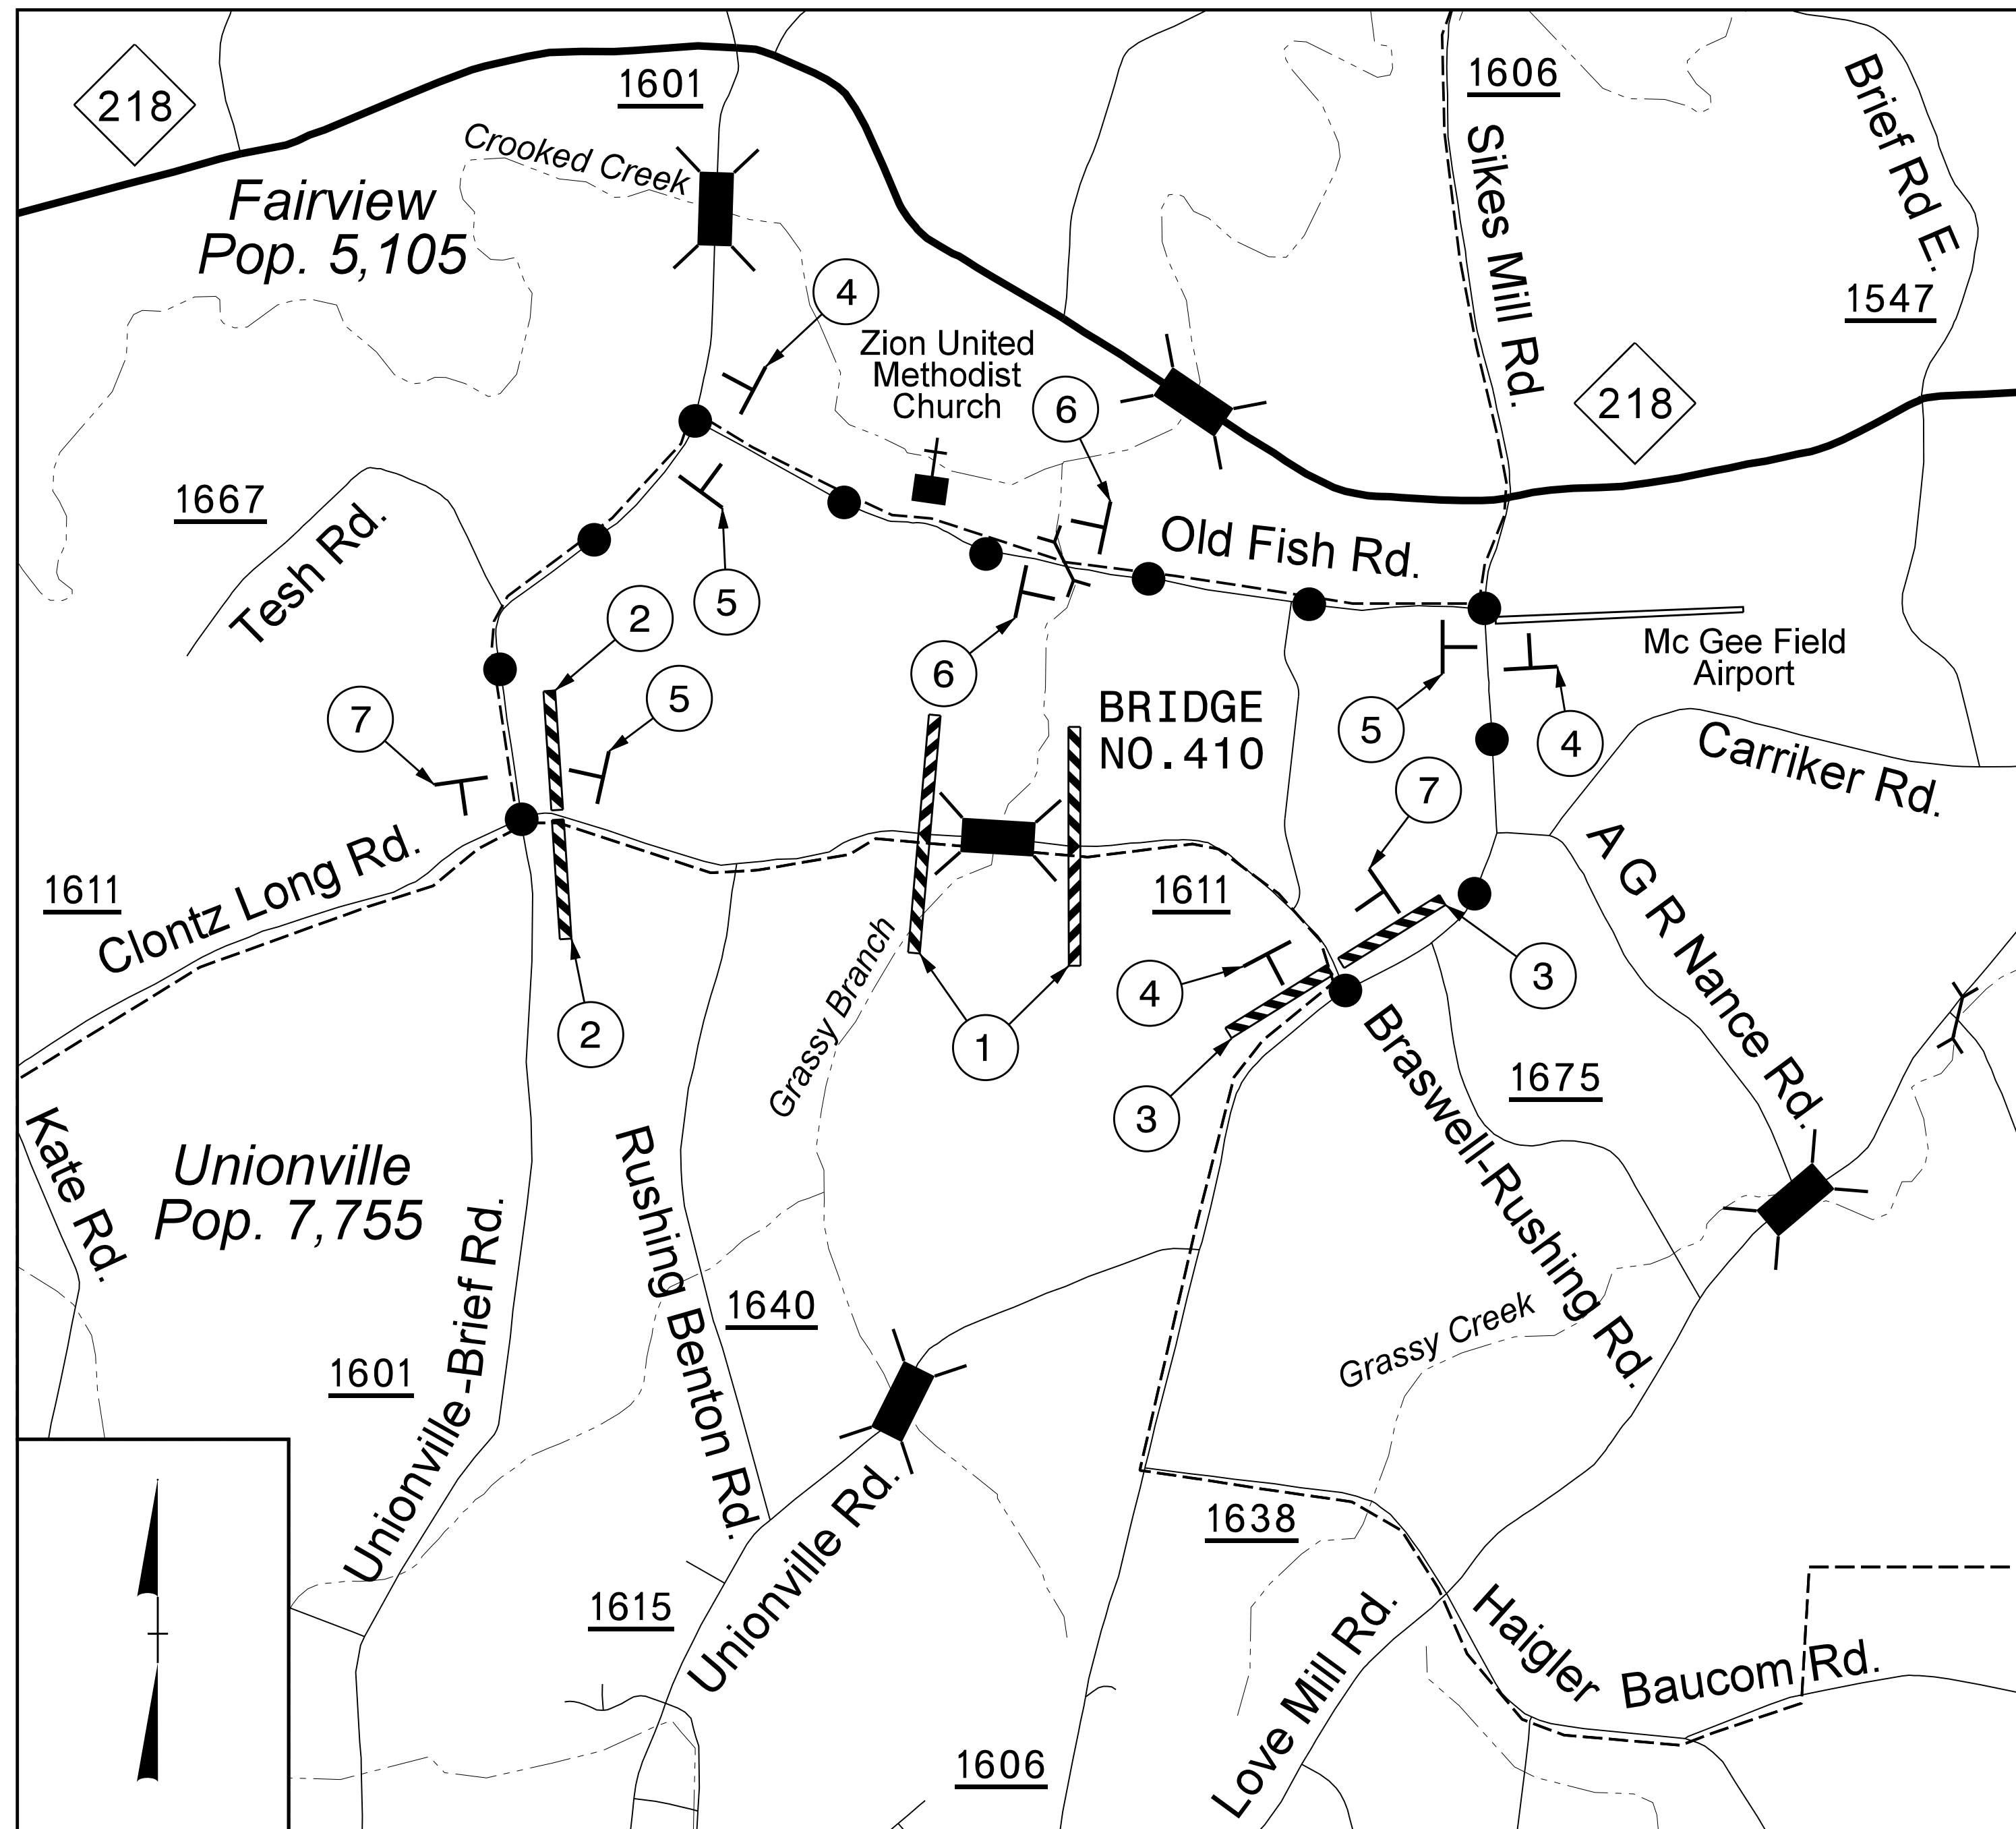 1601
1606
218
Brief Rd E.
Crooked Creek
Sikes Mill Rd.
Fairview
Pop. 5,105
4
1547
Zion United
Methodist
Church
6
218
1667
Tesh Rd.
Old Fish Rd.
5
2
6
Mc Gee Field
Airport
7
5
BRIDGE
NO.410
5
4
Carriker Rd.
7
Clontz Long Rd.
1611
1611
A G R Nance Rd.
Grassy Branch
4
3
2
1
3
Braswell-Rushing Rd.
1675
Kate Rd.
Unionville
Pop. 7,755
Rushing Benton Rd.
Unionville-Brief Rd.
1640
Grassy Creek
1601
1638
Unionville Rd.
1615
Love Mill Rd.
Haigler
Baucom Rd.
1606